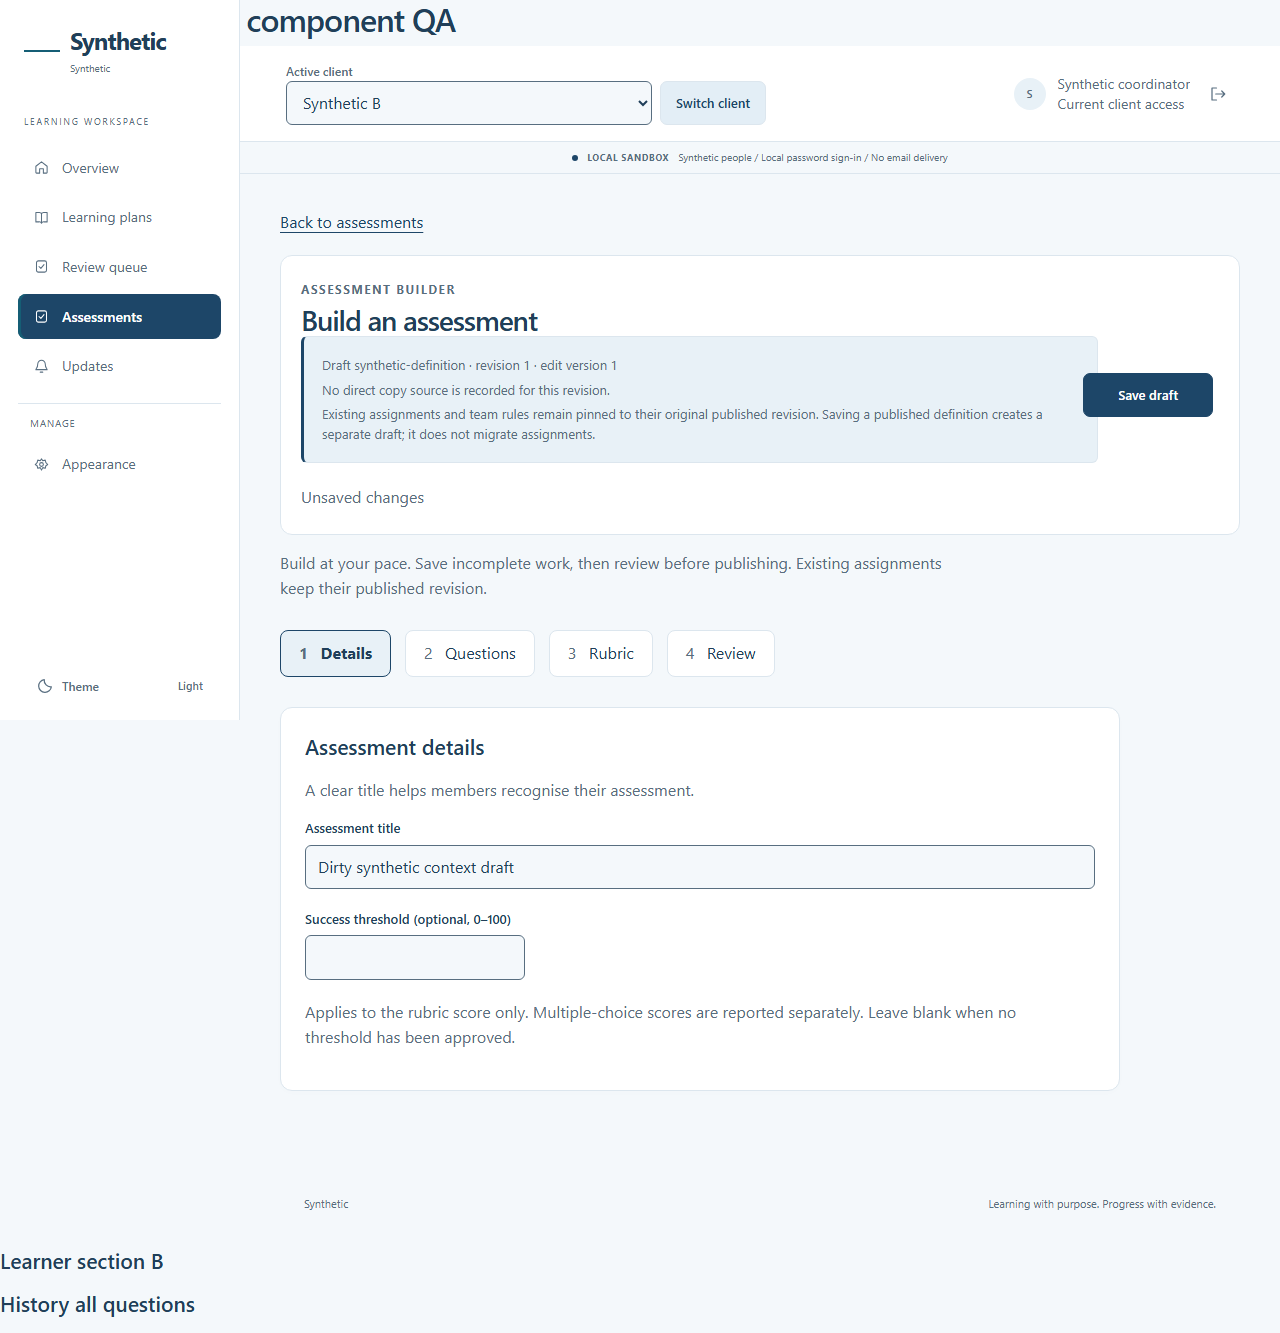 component QA
Synthetic
Synthetic
LEARNING WORKSPACE
Overview
Learning plans
Review queue
Assessments
Updates
MANAGE
Appearance
Theme
Light
Active client
Synthetic B
Switch client
S
Synthetic coordinator
Current client access
LOCAL SANDBOX Synthetic people / Local password sign-in / No email delivery
Back to assessments
ASSESSMENT BUILDER
Build an assessment
Draft synthetic-definition · revision 1 · edit version 1
No direct copy source is recorded for this revision.
Existing assignments and team rules remain pinned to their original published revision. Saving a published definition creates a
separate draft; it does not migrate assignments.
Save draft
Unsaved changes
Build at your pace. Save incomplete work, then review before publishing. Existing assignments
keep their published revision.
1 Details
2 Questions
3 Rubric
4 Review
Assessment details
A clear title helps members recognise their assessment.
Assessment title
Dirty synthetic context draft
Success threshold (optional, 0–100)
Applies to the rubric score only. Multiple-choice scores are reported separately. Leave blank when no
threshold has been approved.
Synthetic
Learning with purpose. Progress with evidence.
Learner section B
History all questions